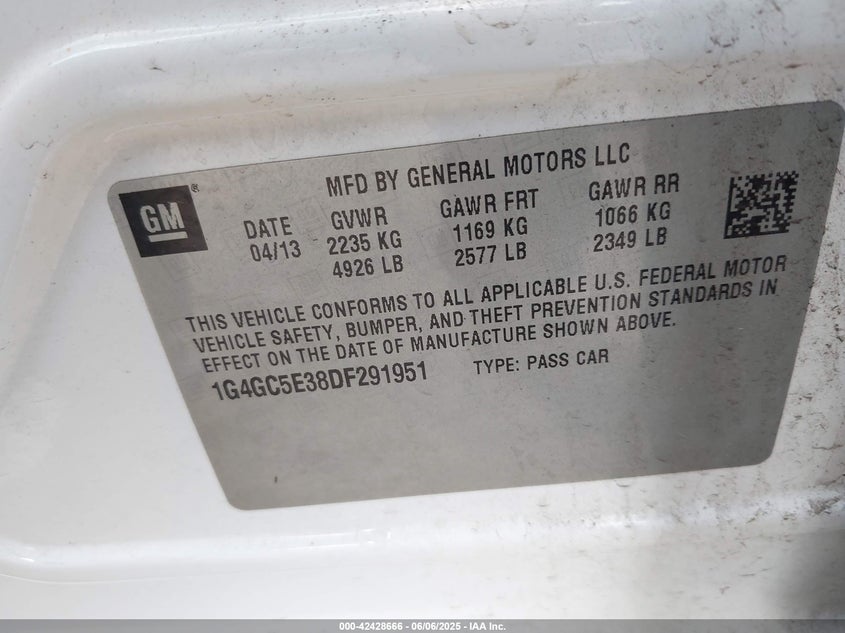 MFD BY GENERAL MOTORS LLC
GM®
DATE GVWR GAWR FRT GAWR RR
04/13 2235 KG 1169 KG 1066 KG
4926 LB 2577 LB 2349 LB
THIS VEHICLE CONFORMS TO ALL APPLICABLE U.S. FEDERAL MOTOR
VEHICLE SAFETY, BUMPER, AND THEFT PREVENTION STANDARDS IN
EFFECT ON THE DATE OF MANUFACTURE SHOWN ABOVE.
1G4GC5E38DF291951 TYPE: PASS CAR
000-42428666 - 06/06/2025 - IAA Inc.